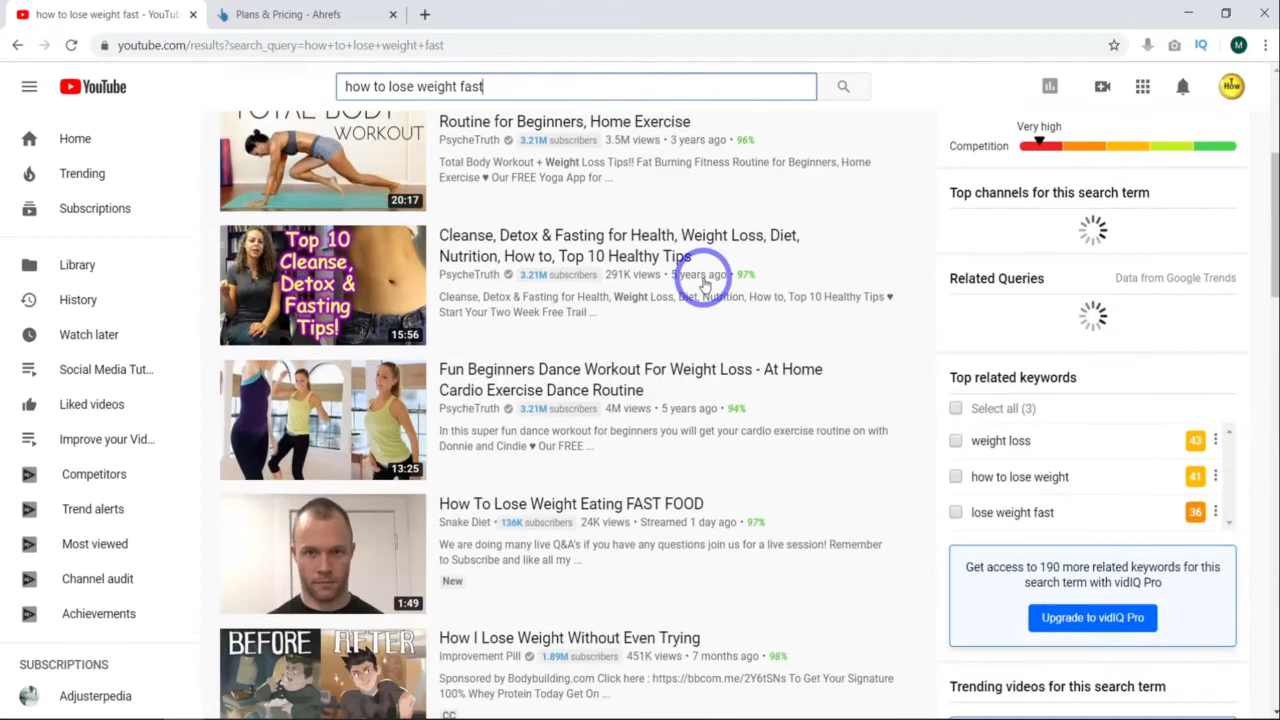 how to lose weight fast - YouTub
Plans & Pricing - Ahrefs
youtube.com/results?search_query=how+to+lose+weight+fast
IQ
M
YouTube
how to lose weight fast
HOW
Home
Trending
Subscriptions
Library
History
Watch later
Social Media Tut...
Liked videos
Improve your Vid...
Competitors
Trend alerts
Most viewed
Channel audit
Achievements
SUBSCRIPTIONS
Adjusterpedia
TOTAL BODY
WORKOUT
20:17
Routine for Beginners, Home Exercise
PsycheTruth 3.21M subscribers 3.5M views • 3 years ago • 96%
Total Body Workout + Weight Loss Tips!! Fat Burning Fitness Routine for Beginners, Home
Exercise ♥ Our FREE Yoga App for ...
Top 10
Cleanse,
Detox &
Fasting
Tips!
15:56
Cleanse, Detox & Fasting for Health, Weight Loss, Diet,
Nutrition, How to, Top 10 Healthy Tips
PsycheTruth 3.21M subscribers 291K views • 5 years ago • 97%
Cleanse, Detox & Fasting for Health, Weight Loss, Diet, Nutrition, How to, Top 10 Healthy Tips ♥
Start Your Two Week Free Trail ...
13:25
Fun Beginners Dance Workout For Weight Loss - At Home
Cardio Exercise Dance Routine
PsycheTruth 3.21M subscribers 4M views • 5 years ago • 94%
In this super fun dance workout for beginners you will get your cardio exercise routine on with
Donnie and Cindie ♥ Our FREE ...
1:49
How To Lose Weight Eating FAST FOOD
Snake Diet • 136K subscribers 24K views • Streamed 1 day ago • 97%
We are doing many live Q&A's if you have any questions join us for a live session! Remember
to Subscribe and like all my ...
New
BEFORE AFTER
How I Lose Weight Without Even Trying
Improvement Pill 1.89M subscribers 451K views • 7 months ago • 98%
Sponsored by Bodybuilding.com Click here : https://bbcom.me/2Y6tSNs To Get Your Signature
100% Whey Protein Today Get On ...
CC
Very high
Competition
Top channels for this search term
Related Queries
Data from Google Trends
Top related keywords
Select all (3)
weight loss 43
how to lose weight 41
lose weight fast 36
Get access to 190 more related keywords for this
search term with vidIQ Pro
Upgrade to vidIQ Pro
Trending videos for this search term